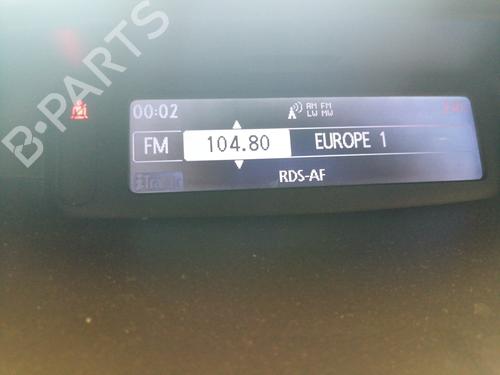 B-PARTS
00:02
AM FM
LW MW
FM 104.80 EUROPE 1
RDS-AF